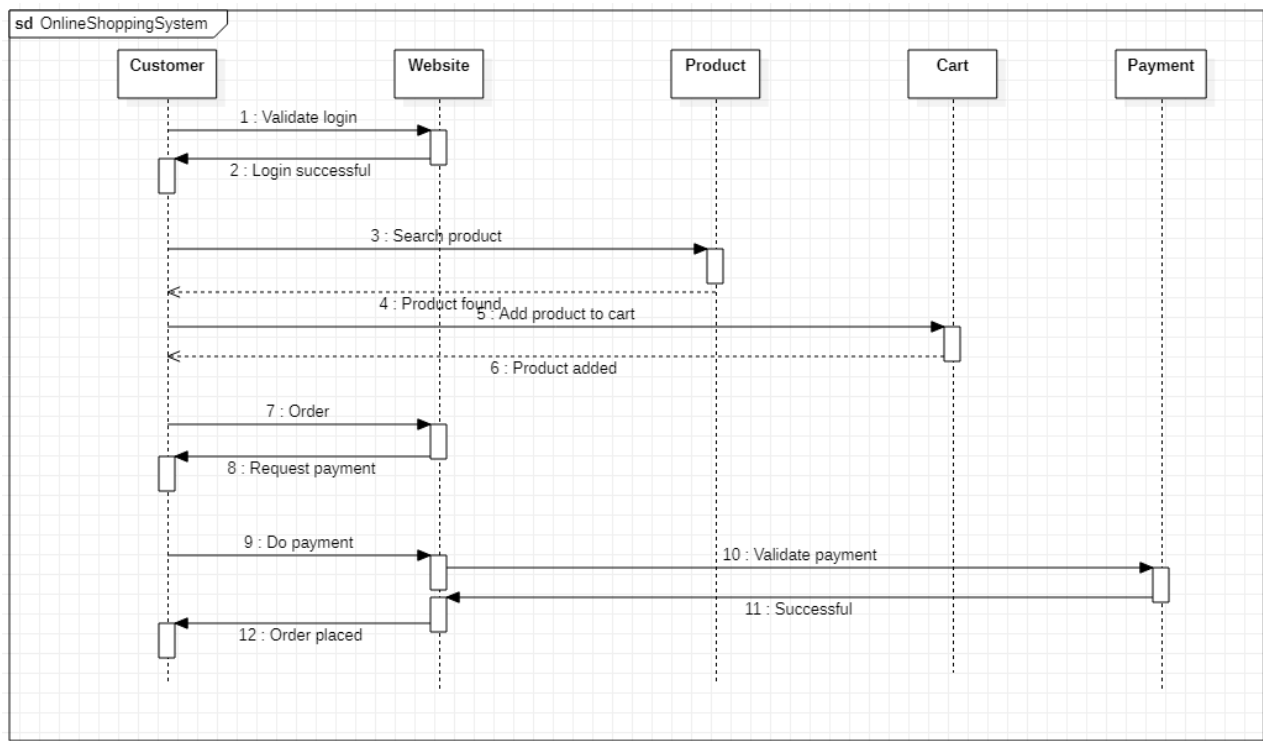 sd OnlineShoppingSystem
Customer
Website
Product
Cart
Payment
1 : Validate login
2 : Login successful
3 : Search product
4 : Product found
5 : Add product to cart
6 : Product added
7 : Order
8 : Request payment
9 : Do payment
10 : Validate payment
11 : Successful
12 : Order placed